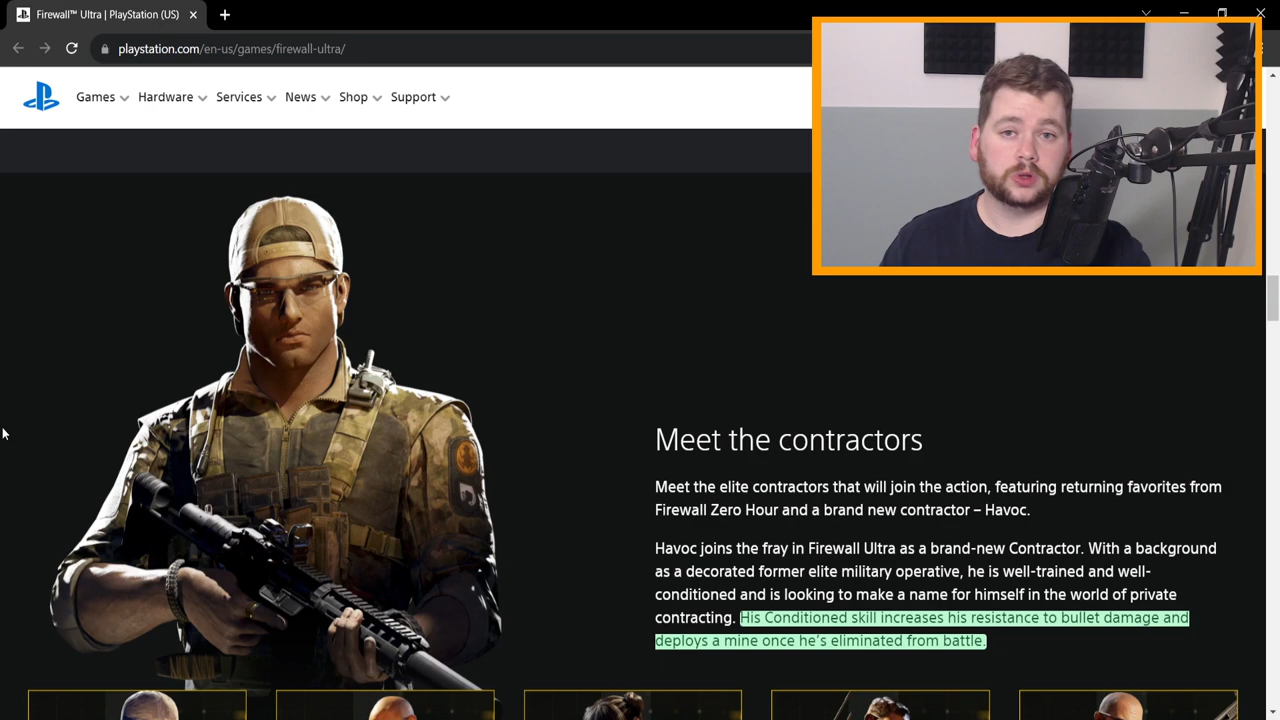 Firewall™ Ultra | PlayStation (US)
playstation.com/en-us/games/firewall-ultra/
Games Hardware Services News Shop Support
Meet the contractors
Meet the elite contractors that will join the action, featuring returning favorites from
Firewall Zero Hour and a brand new contractor – Havoc.
Havoc joins the fray in Firewall Ultra as a brand-new Contractor. With a background
as a decorated former elite military operative, he is well-trained and well-
conditioned and is looking to make a name for himself in the world of private
contracting. His Conditioned skill increases his resistance to bullet damage and
deploys a mine once he's eliminated from battle.